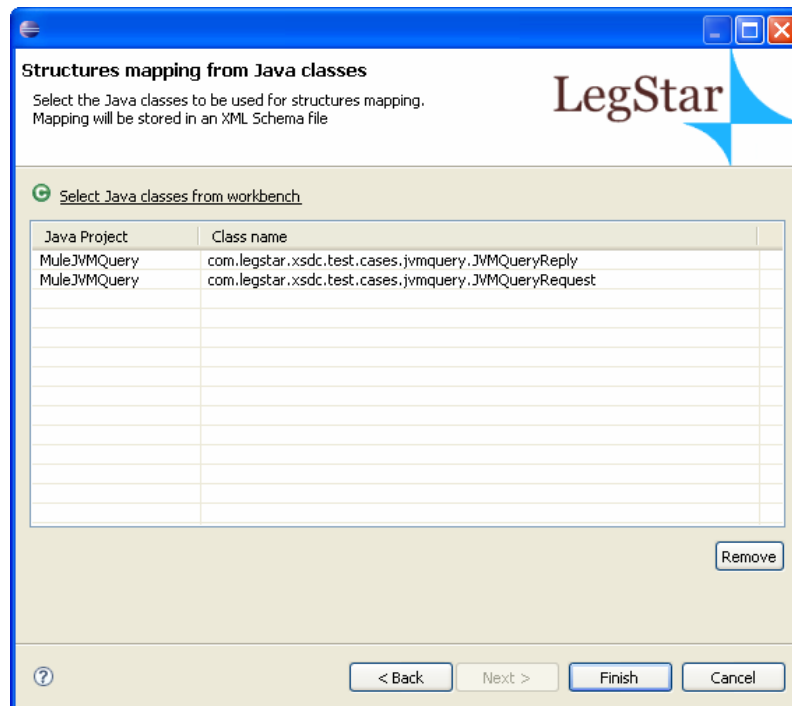 Structures mapping from Java classes
Select the Java classes to be used for structures mapping.
Mapping will be stored in an XML Schema file
LegStar
Select Java classes from workbench
Java Project Class name
MuleJVMQuery com.legstar.xsdc.test.cases.jvmquery.JVMQueryReply
MuleJVMQuery com.legstar.xsdc.test.cases.jvmquery.JVMQueryRequest
Remove
< Back Next > Finish Cancel